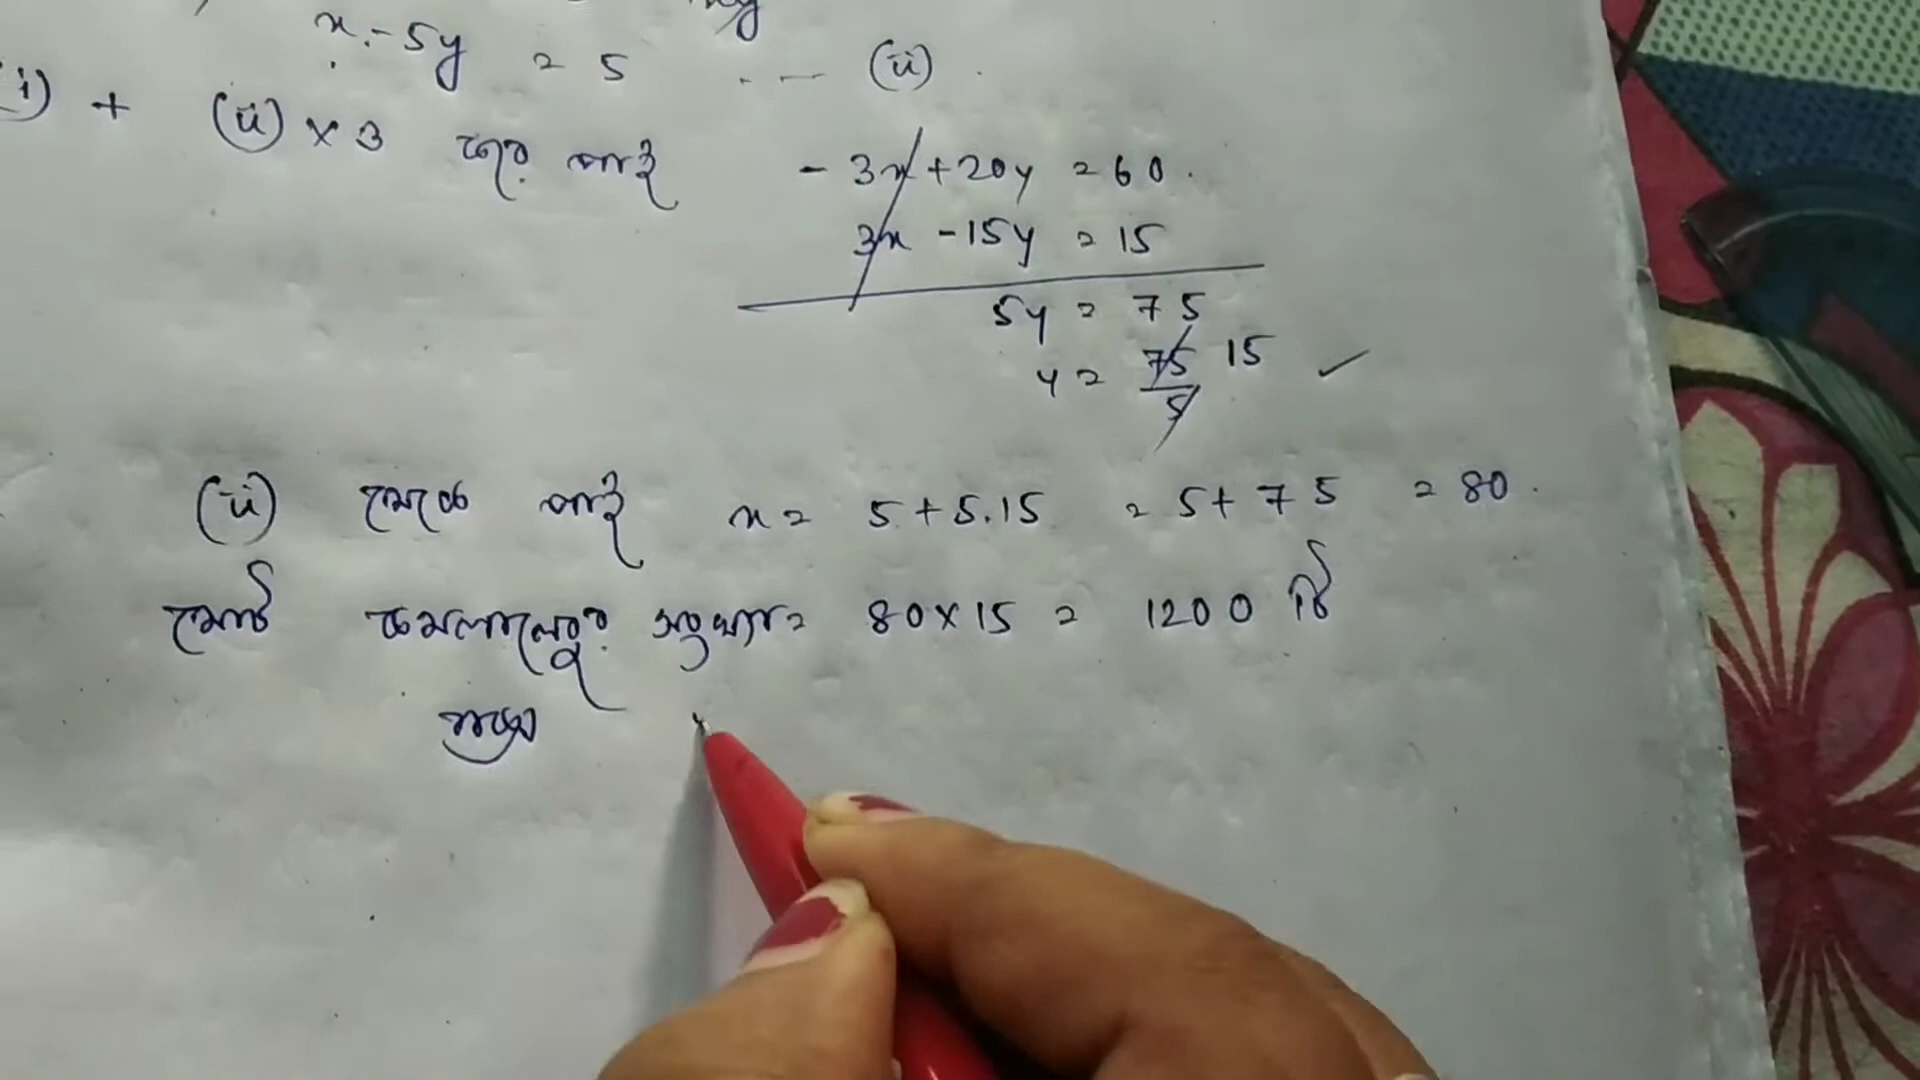 x - 5y = 5 -- (ii)
(i) + (ii) × 3 করে পাই
- 3x + 20y = 60
3x - 15y = 15
5y = 75
y = 75/5 15 ✓
(ii) থেকে পাই x = 5 + 5.15 = 5 + 75 = 80
মোট কমলালেবুর সংখ্যা = 80 × 15 = 1200 টি